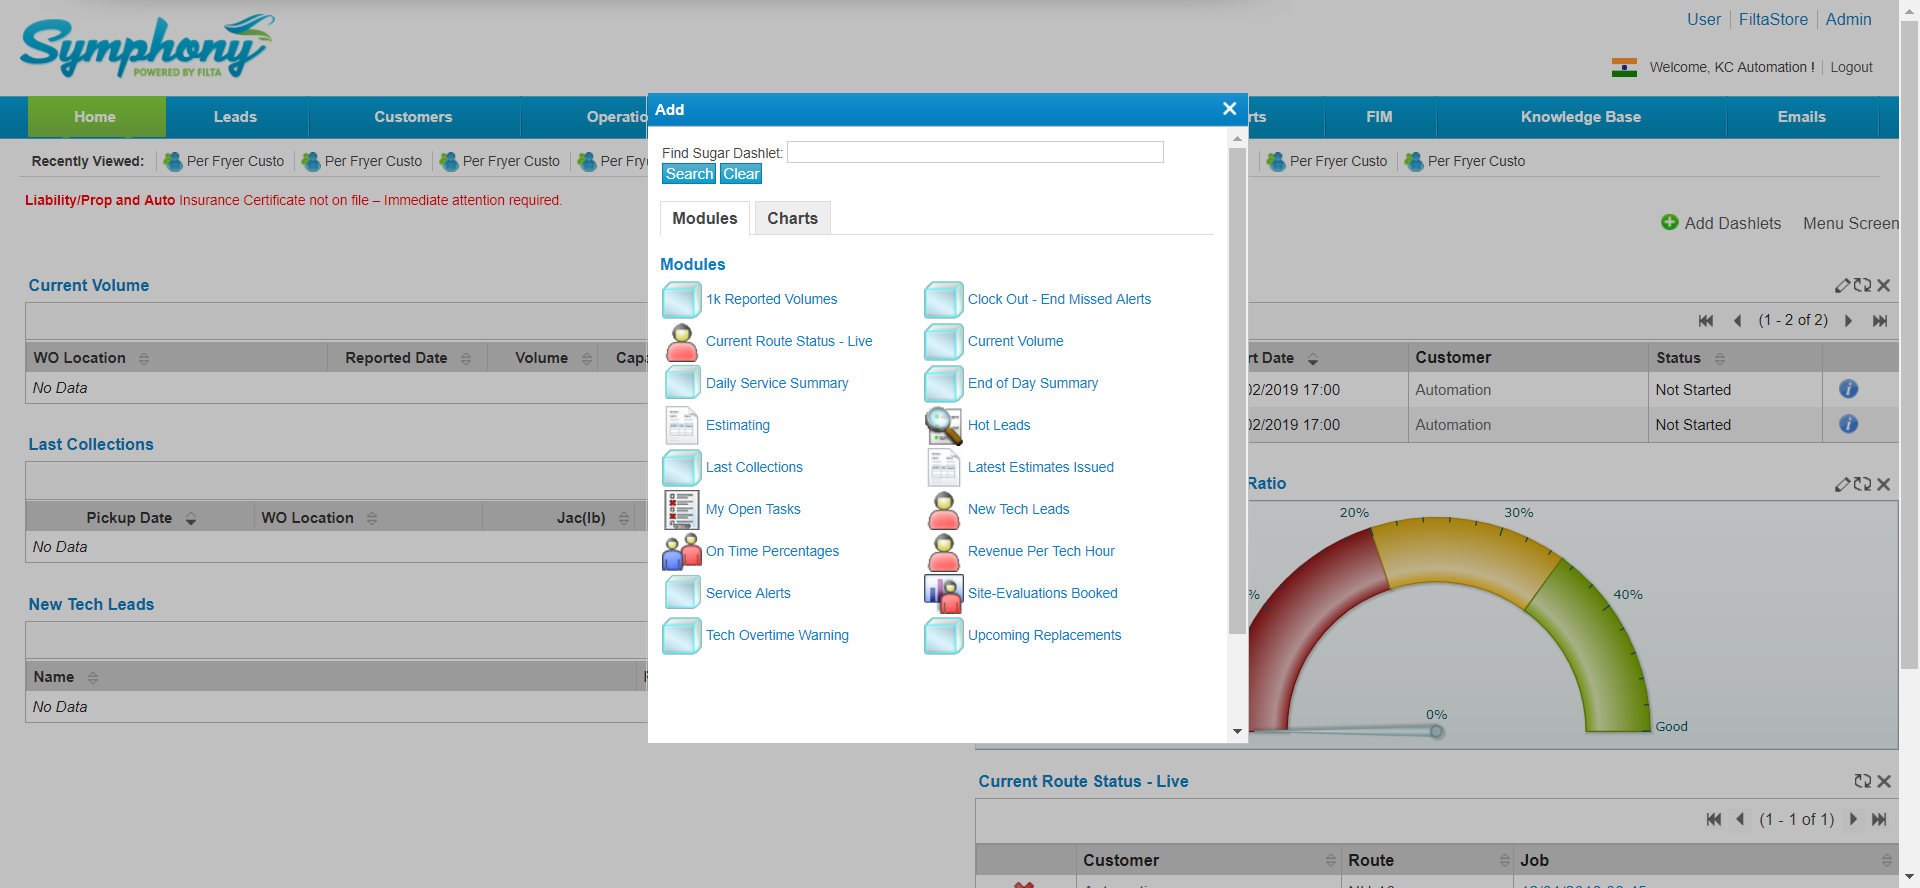 Symphony
POWERED BY FILTA
User FiltaStore Admin
Welcome, KC Automation ! Logout
Home Leads Customers Operatio rts FIM Knowledge Base Emails
Recently Viewed: Per Fryer Custo Per Fryer Custo Per Fryer Custo Per Fry Per Fryer Custo Per Fryer Custo
Liability/Prop and Auto Insurance Certificate not on file – Immediate attention required.
Add Dashlets Menu Screen
Current Volume
WO Location Reported Date Volume Capa
No Data
Last Collections
Pickup Date WO Location Jac(lb)
No Data
New Tech Leads
Name
No Data
Add
Find Sugar Dashlet:
Search Clear
Modules Charts
Modules
1k Reported Volumes Clock Out - End Missed Alerts
Current Route Status - Live Current Volume
Daily Service Summary End of Day Summary
Estimating Hot Leads
Last Collections Latest Estimates Issued
My Open Tasks New Tech Leads
On Time Percentages Revenue Per Tech Hour
Service Alerts Site-Evaluations Booked
Tech Overtime Warning Upcoming Replacements
(1 - 2 of 2)
rt Date Customer Status
02/2019 17:00 Automation Not Started
02/2019 17:00 Automation Not Started
Ratio
20% 30%
% 40%
0% Good
Current Route Status - Live
(1 - 1 of 1)
Customer Route Job